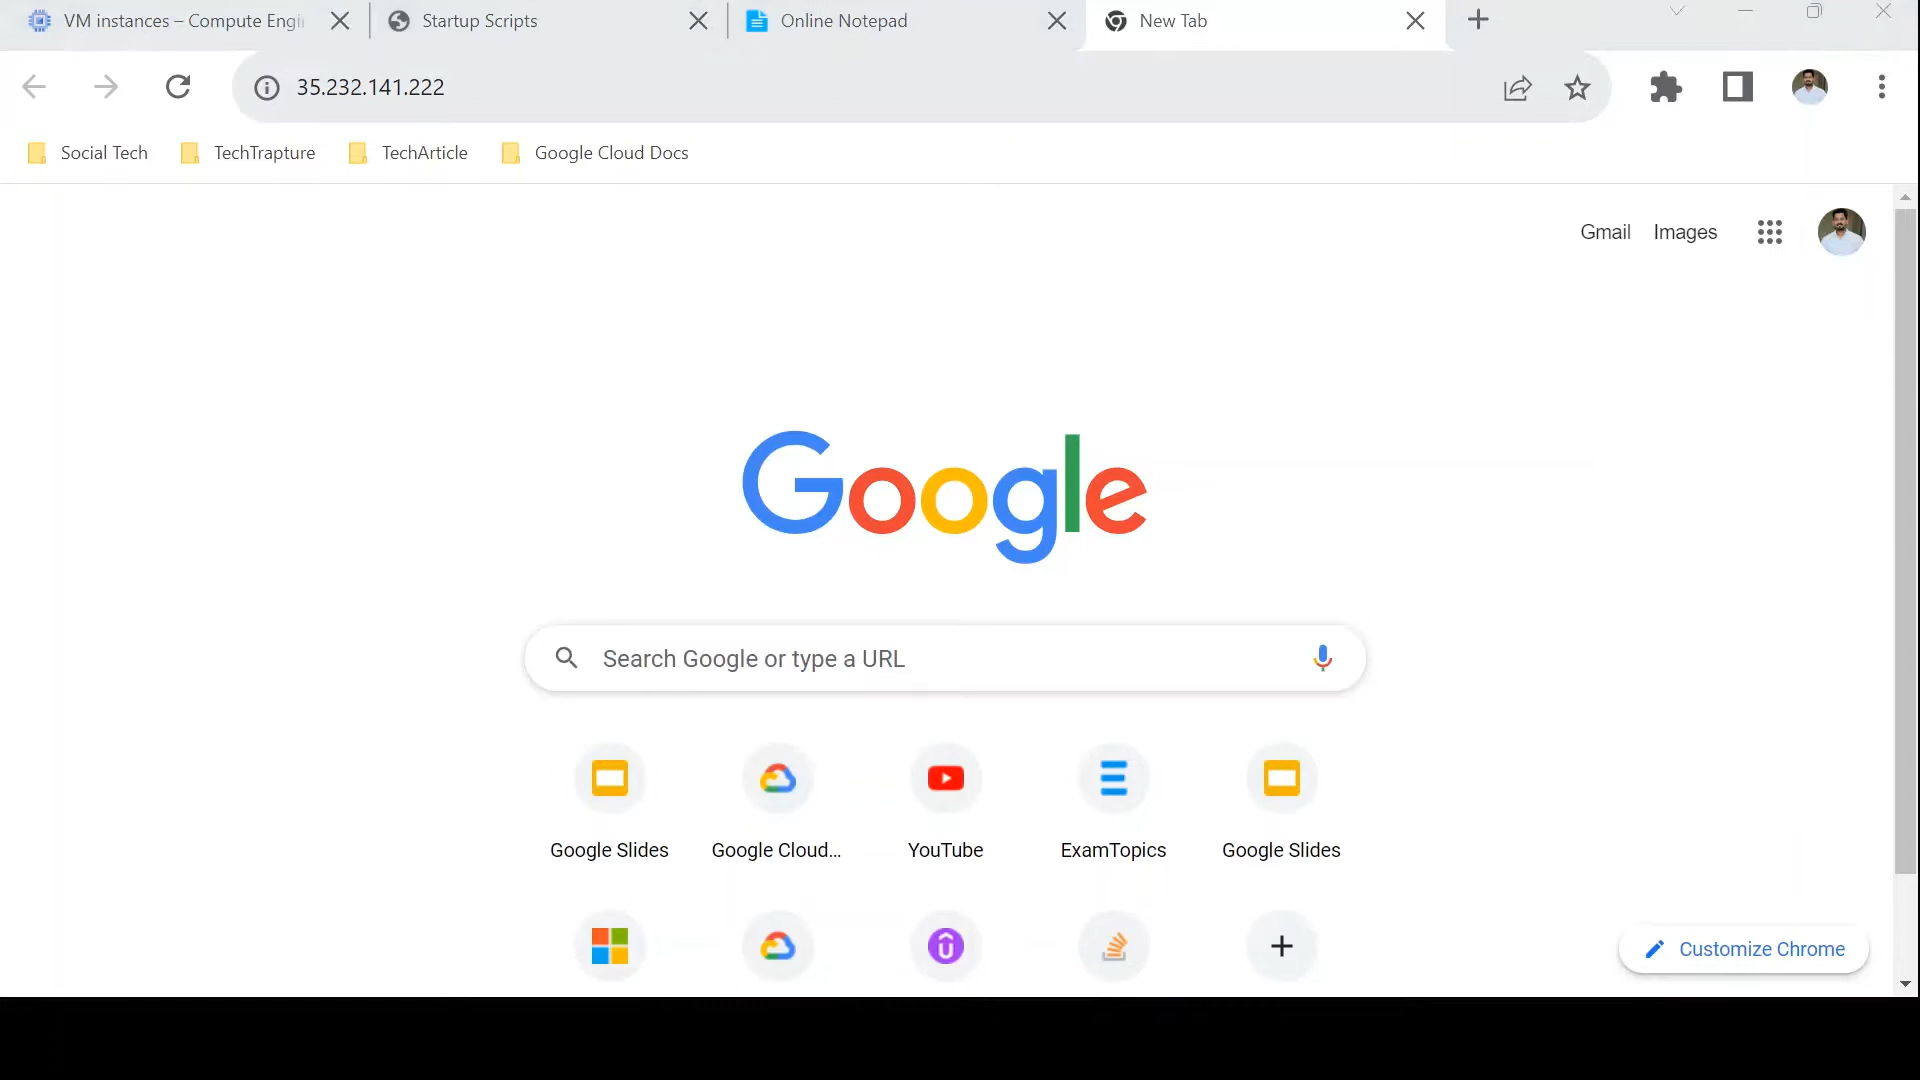 VM instances – Compute Engi
Startup Scripts
Online Notepad
New Tab
35.232.141.222
Social Tech
TechTrapture
TechArticle
Google Cloud Docs
Gmail Images
Google
Search Google or type a URL
Google Slides
Google Cloud...
YouTube
ExamTopics
Google Slides
Customize Chrome